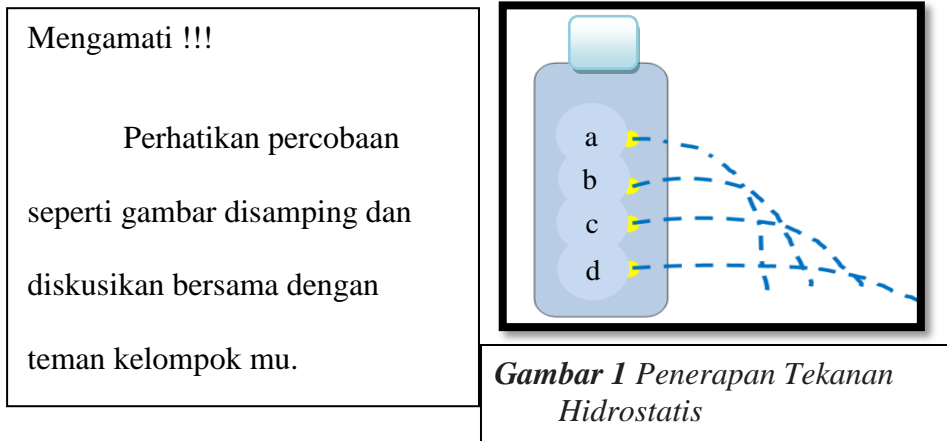 Mengamati !!!
Perhatikan percobaan
seperti gambar disamping dan
diskusikan bersama dengan
teman kelompok mu.
a
b
c
d
Gambar 1 Penerapan Tekanan
Hidrostatis